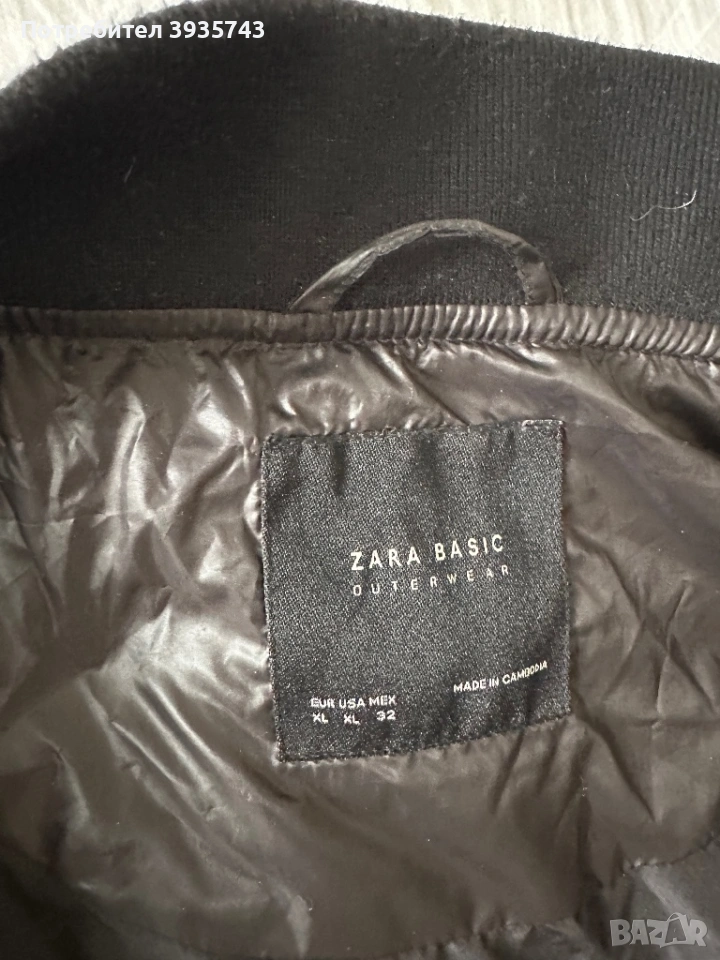 Потребител 3935743
ZARA BASIC
OUTERWEAR
MADE IN CAMBODIA
EUR USA MEX
XL XL 32
BAZAR